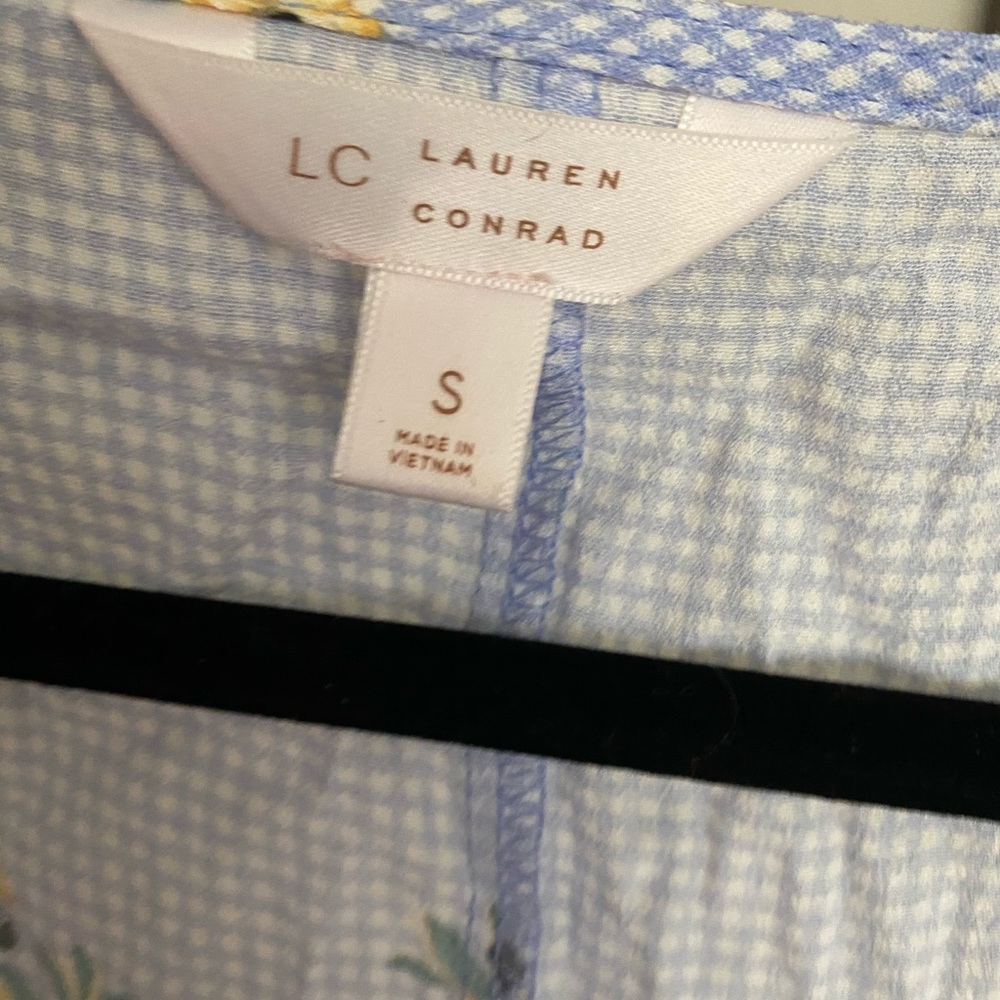 LC LAUREN
CONRAD
S
MADE IN
VIETNAM